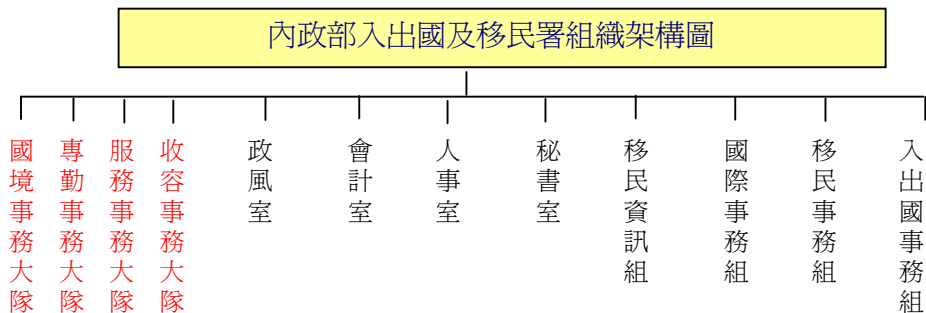 內政部入出國及移民署組織架構圖
國境事務大隊
專勤事務大隊
服務事務大隊
收容事務大隊
政風室
會計室
人事室
秘書室
移民資訊組
國際事務組
移民事務組
入出國事務組